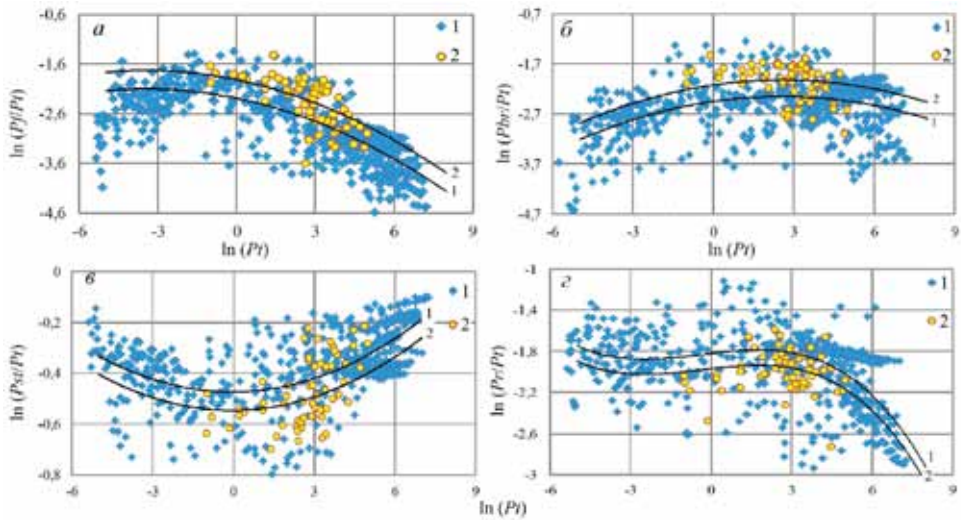 а
-0,6
-1,6
-2,6
-3,6
-4,6
ln (Pf/Pt)
-6 -3 0 3 6 9
ln (Pt)
1
2
2
1
б
-0,7
-1,7
-2,7
-3,7
-4,7
ln (Pbr/Pt)
-6 -3 0 3 6 9
ln (Pt)
1
2
2
1
в
0
-0,2
-0,4
-0,6
-0,8
ln (Pst/Pt)
-6 -3 0 3 6 9
1
2
1
2
г
-1
-1,4
-1,8
-2,2
-2,6
-3
ln (Pr/Pt)
-6 -3 0 3 6 9
1
2
1
2
ln (Pt)